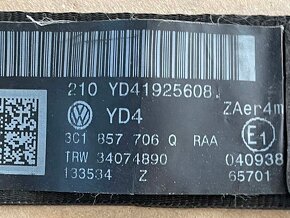 210 YD41925608.
YD4 ZAer4m
3C1 857 706 Q RAA E1
TRW 34074890 040938
133534 Z 65701